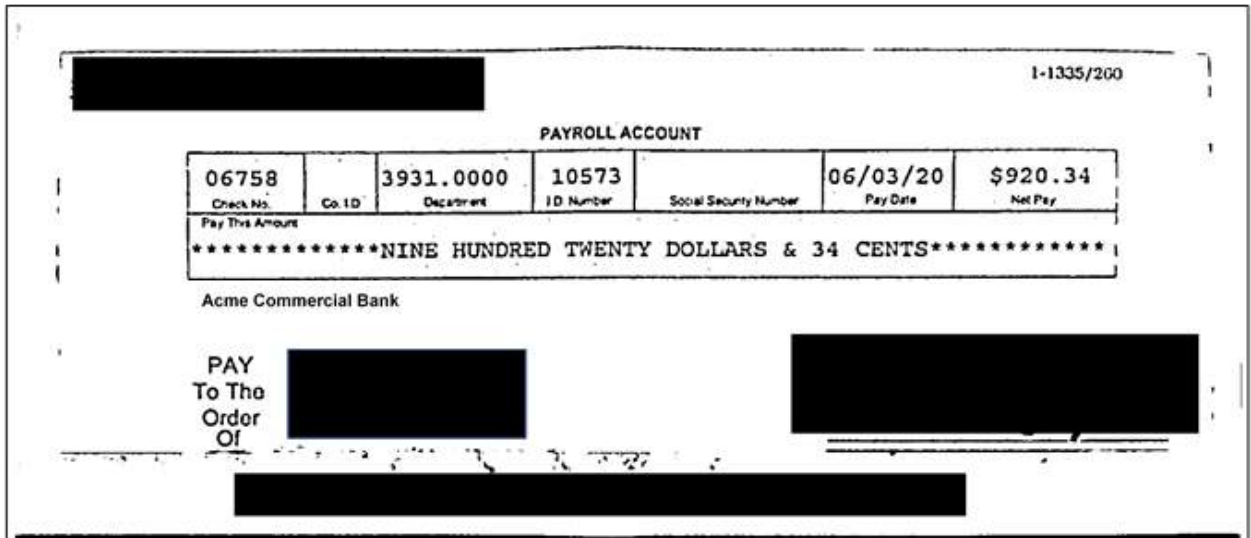 1-1335/260
PAYROLL ACCOUNT
06758 3931.0000 10573 06/03/20 $920.34
Check No. Co. I.D Department I D Number Social Security Number Pay Date Net Pay
Pay This Amount
*************NINE HUNDRED TWENTY DOLLARS & 34 CENTS************
Acme Commercial Bank
PAY
To The
Order
Of